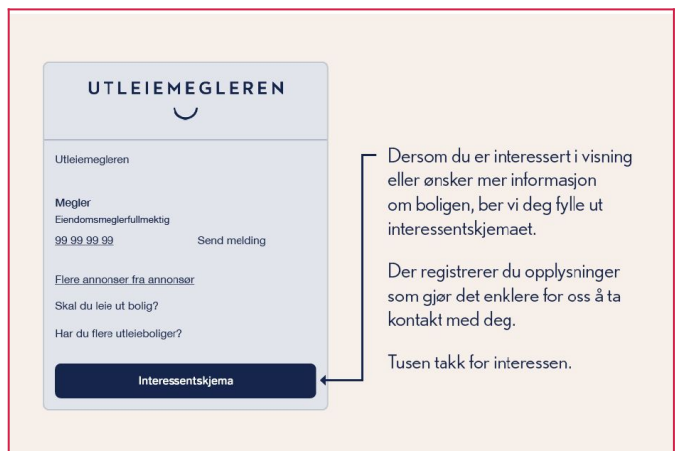 UTLEIEMEGLEREN
Utleiemegleren
Megler
Eiendomsmeglerfullmektig
99 99 99 99
Send melding
Flere annonser fra annonsør
Skal du leie ut bolig?
Har du flere utleieboliger?
Interessentskjema
Dersom du er interessert i visning
eller ønsker mer informasjon
om boligen, ber vi deg fylle ut
interessentskjemaet.
Der registrerer du opplysninger
som gjør det enklere for oss å ta
kontakt med deg.
Tusen takk for interessen.